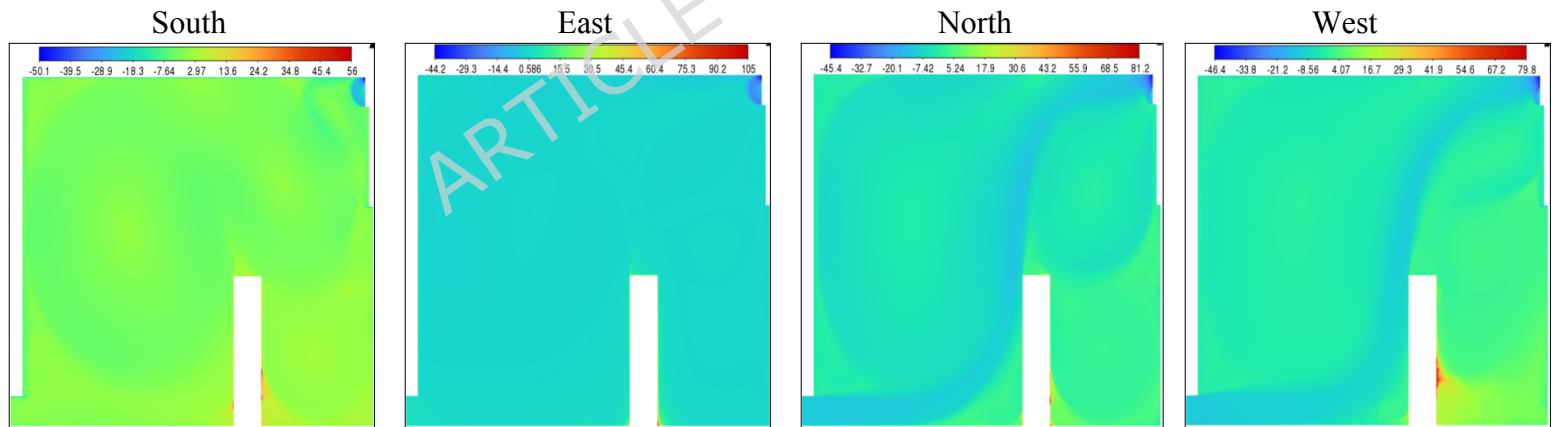 South East North West
-50.1 -39.5 -28.9 -18.3 -7.64 2.97 13.6 24.2 34.8 45.4 56
-44.2 -29.3 -14.4 0.586 15.5 30.5 45.4 60.4 75.3 90.2 105
-45.4 -32.7 -20.1 -7.42 5.24 17.9 30.6 43.2 55.9 68.5 81.2
-46.4 -33.8 -21.2 -8.56 4.07 16.7 29.3 41.9 54.6 67.2 79.8
ARTICLE